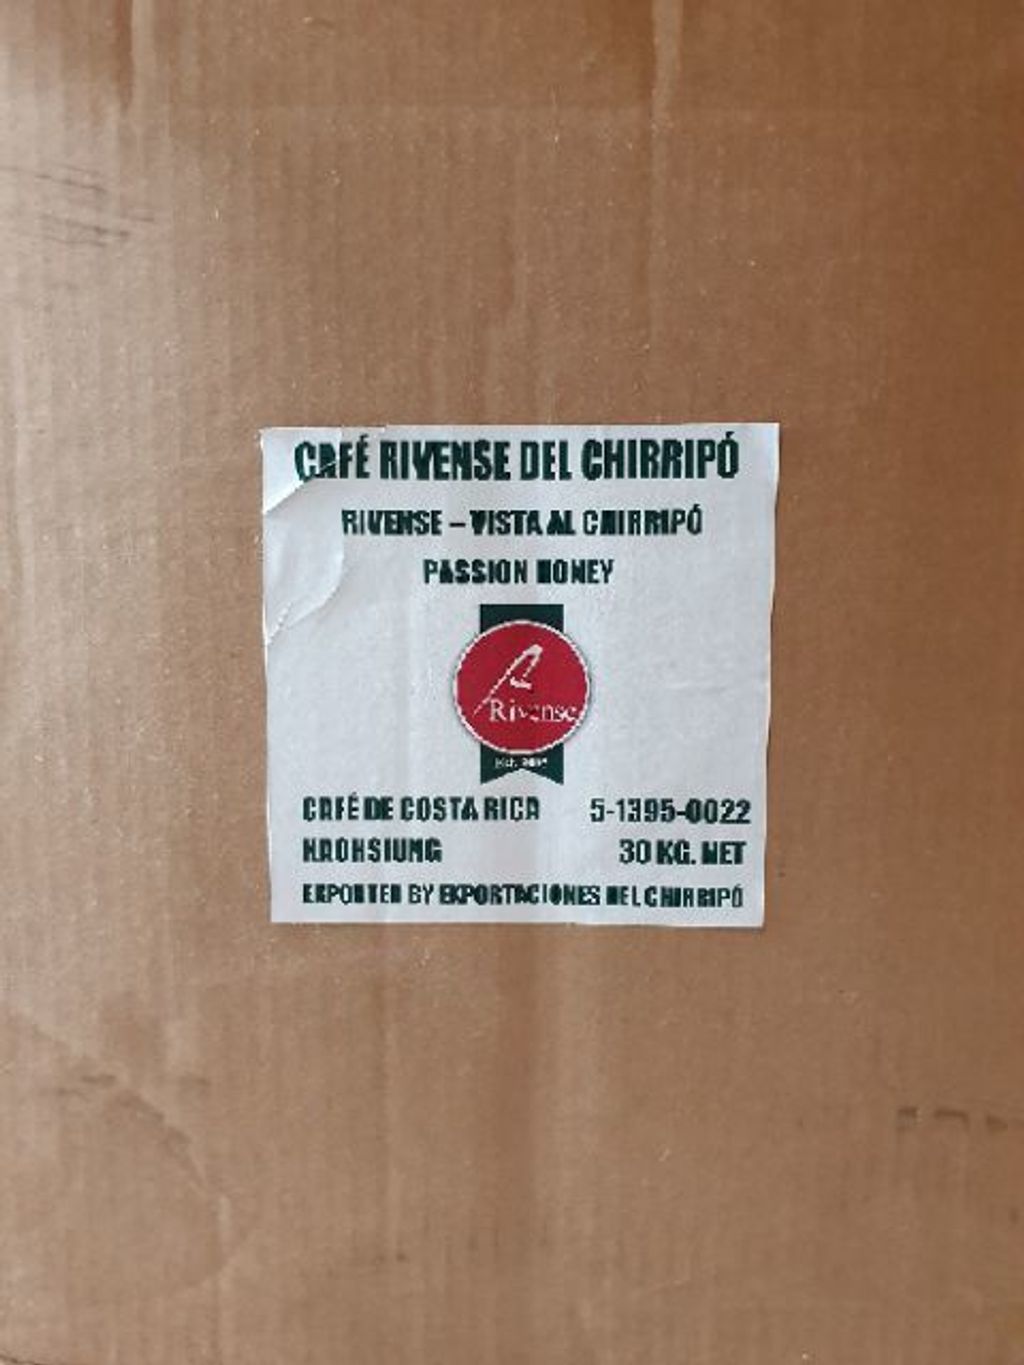 CAFÉ RIVENSE DEL CHIRRIPÓ
RIVENSE – VISTA AL CHIRRIPÓ
PASSION HONEY
Rivense
CAFÉ DE COSTA RICA 5-1395-0022
KAOHSIUNG 30 KG. NET
EXPORTED BY EXPORTACIONES DEL CHIRRIPÓ